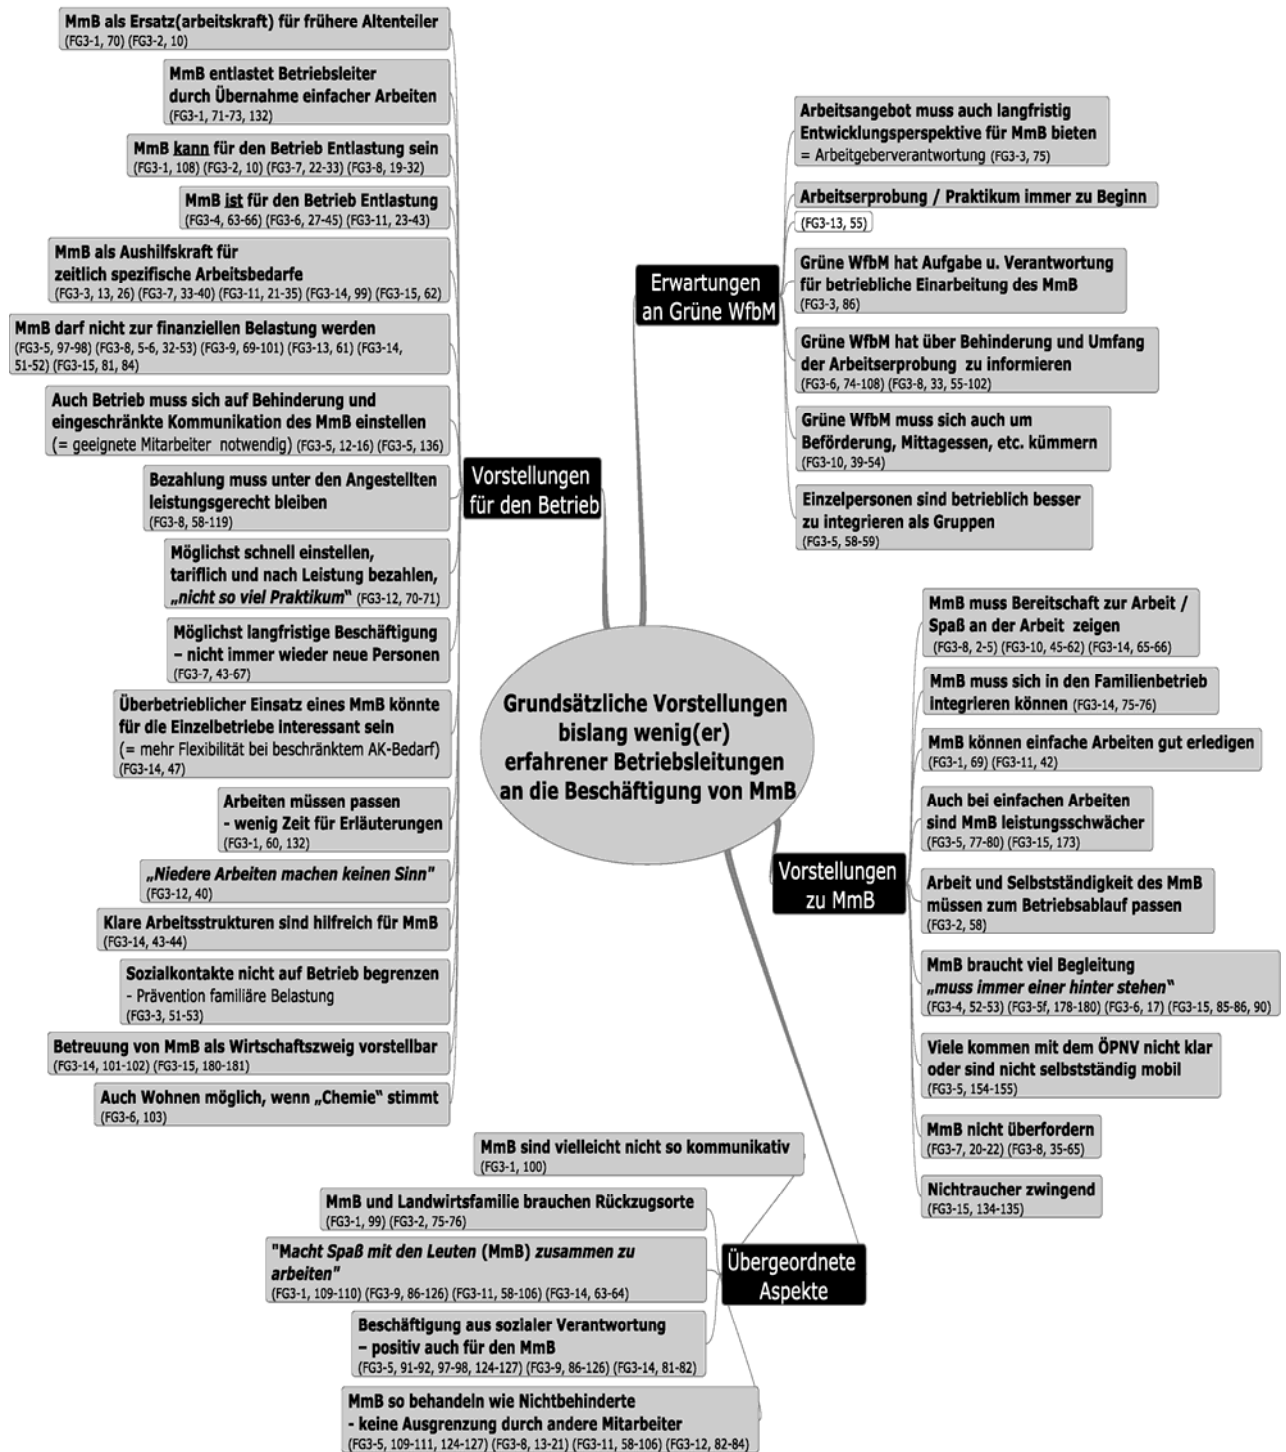 MmB als Ersatz(arbeitskraft) für frühere Altenteiler
(FG3-1, 70) (FG3-2, 10)
MmB entlastet Betriebsleiter
durch Übernahme einfacher Arbeiten
(FG3-1, 71-73, 132)
MmB kann für den Betrieb Entlastung sein
(FG3-1, 108) (FG3-2, 10) (FG3-7, 22-33) (FG3-8, 19-32)
MmB ist für den Betrieb Entlastung
(FG3-4, 63-66) (FG3-6, 27-45) (FG3-11, 23-43)
MmB als Aushilfskraft für
zeitlich spezifische Arbeitsbedarfe
(FG3-3, 13, 26) (FG3-7, 33-40) (FG3-11, 21-35) (FG3-14, 99) (FG3-15, 62)
MmB darf nicht zur finanziellen Belastung werden
(FG3-5, 97-98) (FG3-8, 5-6, 32-53) (FG3-9, 69-101) (FG3-13, 61) (FG3-14,
51-52) (FG3-15, 81, 84)
Auch Betrieb muss sich auf Behinderung und
eingeschränkte Kommunikation des MmB einstellen
(= geeignete Mitarbeiter notwendig) (FG3-5, 12-16) (FG3-5, 136)
Bezahlung muss unter den Angestellten
leistungsgerecht bleiben
(FG3-8, 58-119)
Möglichst schnell einstellen,
tariflich und nach Leistung bezahlen,
„nicht so viel Praktikum“ (FG3-12, 70-71)
Möglichst langfristige Beschäftigung
– nicht immer wieder neue Personen
(FG3-7, 43-67)
Überbetrieblicher Einsatz eines MmB könnte
für die Einzelbetriebe interessant sein
(= mehr Flexibilität bei beschränktem AK-Bedarf)
(FG3-14, 47)
Arbeiten müssen passen
- wenig Zeit für Erläuterungen
(FG3-1, 60, 132)
„Niedere Arbeiten machen keinen Sinn"
(FG3-12, 40)
Klare Arbeitsstrukturen sind hilfreich für MmB
(FG3-14, 43-44)
Sozialkontakte nicht auf Betrieb begrenzen
- Prävention familiäre Belastung
(FG3-3, 51-53)
Betreuung von MmB als Wirtschaftszweig vorstellbar
(FG3-14, 101-102) (FG3-15, 180-181)
Auch Wohnen möglich, wenn „Chemie“ stimmt
(FG3-6, 103)
Vorstellungen
für den Betrieb
Erwartungen
an Grüne WfbM
Arbeitsangebot muss auch langfristig
Entwicklungsperspektive für MmB bieten
= Arbeitgeberverantwortung (FG3-3, 75)
Arbeitserprobung / Praktikum immer zu Beginn
(FG3-13, 55)
Grüne WfbM hat Aufgabe u. Verantwortung
für betriebliche Einarbeitung des MmB
(FG3-3, 86)
Grüne WfbM hat über Behinderung und Umfang
der Arbeitserprobung zu informieren
(FG3-6, 74-108) (FG3-8, 33, 55-102)
Grüne WfbM muss sich auch um
Beförderung, Mittagessen, etc. kümmern
(FG3-10, 39-54)
Einzelpersonen sind betrieblich besser
zu integrieren als Gruppen
(FG3-5, 58-59)
Grundsätzliche Vorstellungen
bislang wenig(er)
erfahrener Betriebsleitungen
an die Beschäftigung von MmB
Vorstellungen
zu MmB
MmB muss Bereitschaft zur Arbeit /
Spaß an der Arbeit zeigen
(FG3-8, 2-5) (FG3-10, 45-62) (FG3-14, 65-66)
MmB muss sich in den Familienbetrieb
integrieren können (FG3-14, 75-76)
MmB können einfache Arbeiten gut erledigen
(FG3-1, 69) (FG3-11, 42)
Auch bei einfachen Arbeiten
sind MmB leistungsschwächer
(FG3-5, 77-80) (FG3-15, 173)
Arbeit und Selbstständigkeit des MmB
müssen zum Betriebsablauf passen
(FG3-2, 58)
MmB braucht viel Begleitung
„muss immer einer hinter stehen“
(FG3-4, 52-53) (FG3-5f, 178-180) (FG3-6, 17) (FG3-15, 85-86, 90)
Viele kommen mit dem ÖPNV nicht klar
oder sind nicht selbstständig mobil
(FG3-5, 154-155)
MmB nicht überfordern
(FG3-7, 20-22) (FG3-8, 35-65)
Nichtraucher zwingend
(FG3-15, 134-135)
MmB sind vielleicht nicht so kommunikativ
(FG3-1, 100)
MmB und Landwirtsfamilie brauchen Rückzugsorte
(FG3-1, 99) (FG3-2, 75-76)
"Macht Spaß mit den Leuten (MmB) zusammen zu
arbeiten"
(FG3-1, 109-110) (FG3-9, 86-126) (FG3-11, 58-106) (FG3-14, 63-64)
Beschäftigung aus sozialer Verantwortung
– positiv auch für den MmB
(FG3-5, 91-92, 97-98, 124-127) (FG3-9, 86-126) (FG3-14, 81-82)
MmB so behandeln wie Nichtbehinderte
- keine Ausgrenzung durch andere Mitarbeiter
(FG3-5, 109-111, 124-127) (FG3-8, 13-21) (FG3-11, 58-106) (FG3-12, 82-84)
Übergeordnete
Aspekte